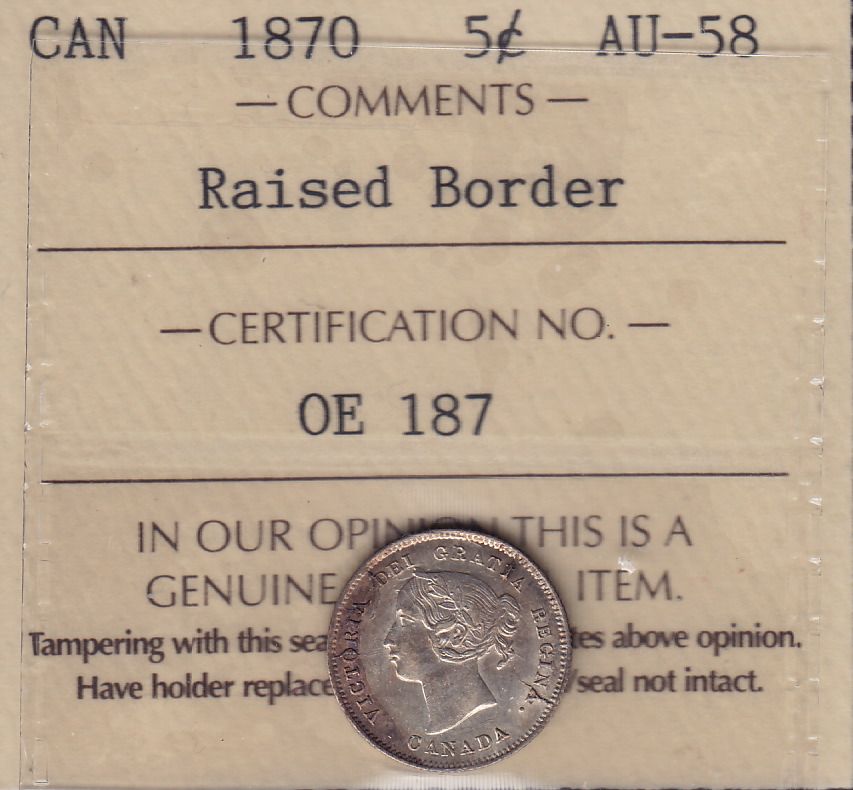 CAN 1870 5¢ AU-58
— COMMENTS —
Raised Border
— CERTIFICATION NO. —
OE 187
IN OUR OPINION THIS IS A
GENUINE ITEM.
Tampering with this sea tes above opinion.
Have holder replace /seal not intact.
VICTORIA DEI GRATIA REGINA.
CANADA